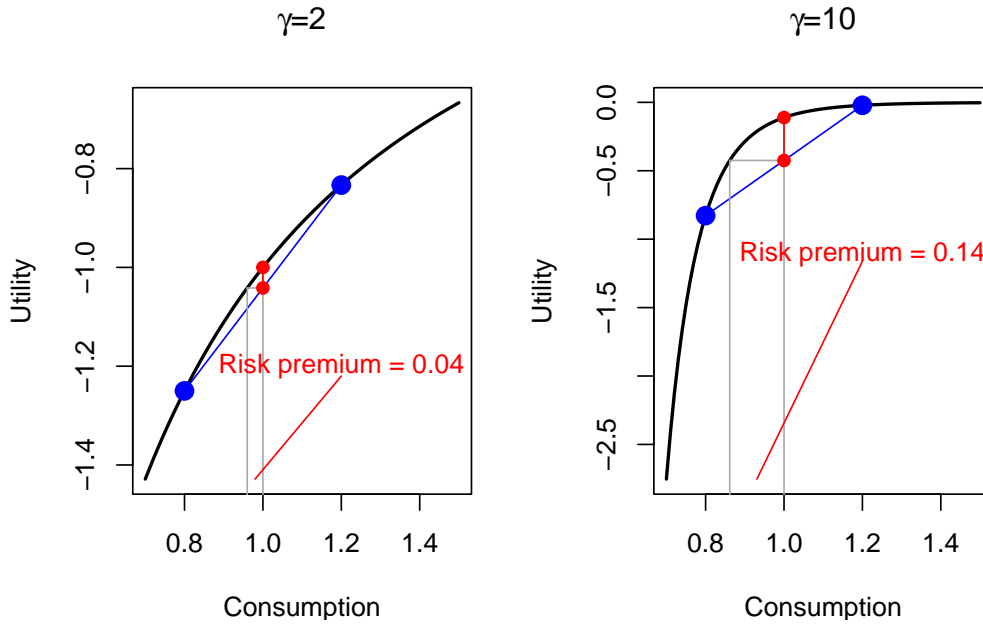 γ=2
Utility
−0.8
−1.0
−1.2
−1.4
Risk premium = 0.04
0.8 1.0 1.2 1.4
Consumption
γ=10
Utility
0.0
−0.5
−1.5
−2.5
Risk premium = 0.14
0.8 1.0 1.2 1.4
Consumption